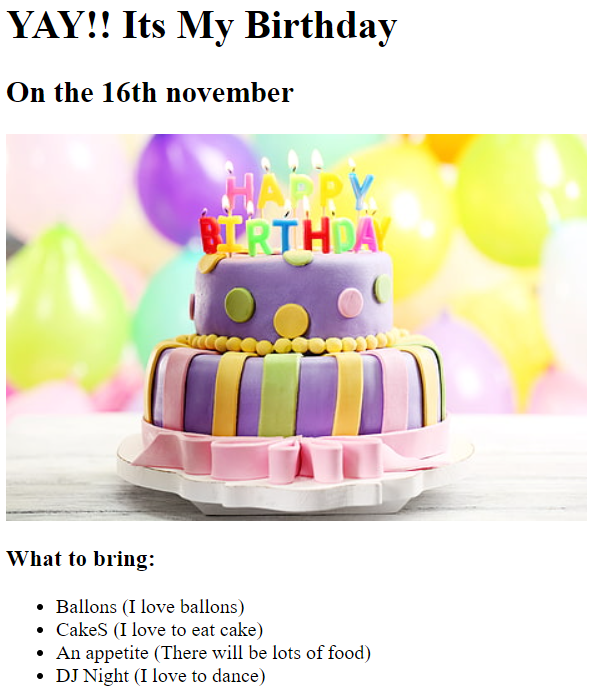 YAY!! Its My Birthday
On the 16th november
HAPPY
BIRTHDAY
What to bring:
Ballons (I love ballons)
CakeS (I love to eat cake)
An appetite (There will be lots of food)
DJ Night (I love to dance)